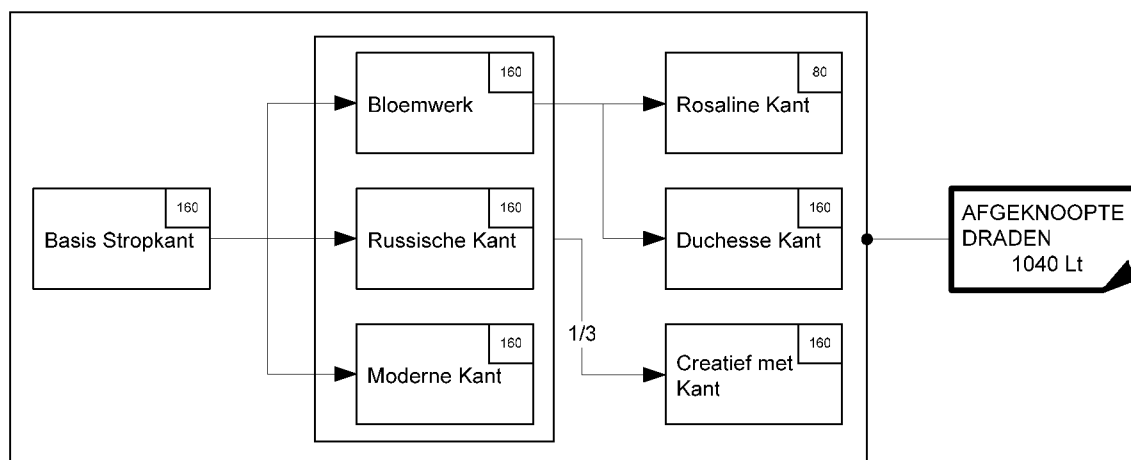 160
Bloemwerk
80
Rosaline Kant
160
Basis Stropkant
160
Russische Kant
160
Duchesse Kant
AFGEKNOOPTE
DRADEN
1040 Lt
1/3
160
Moderne Kant
160
Creatief met
Kant